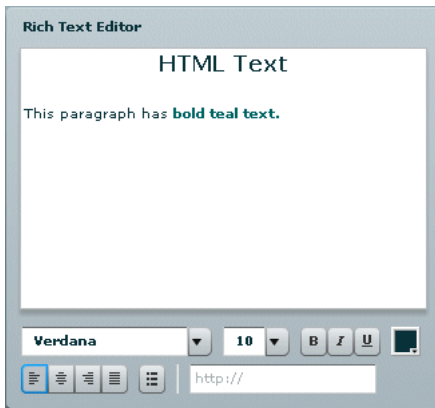 Rich Text Editor
HTML Text
This paragraph has bold teal text.
Verdana 10 B I U
http://